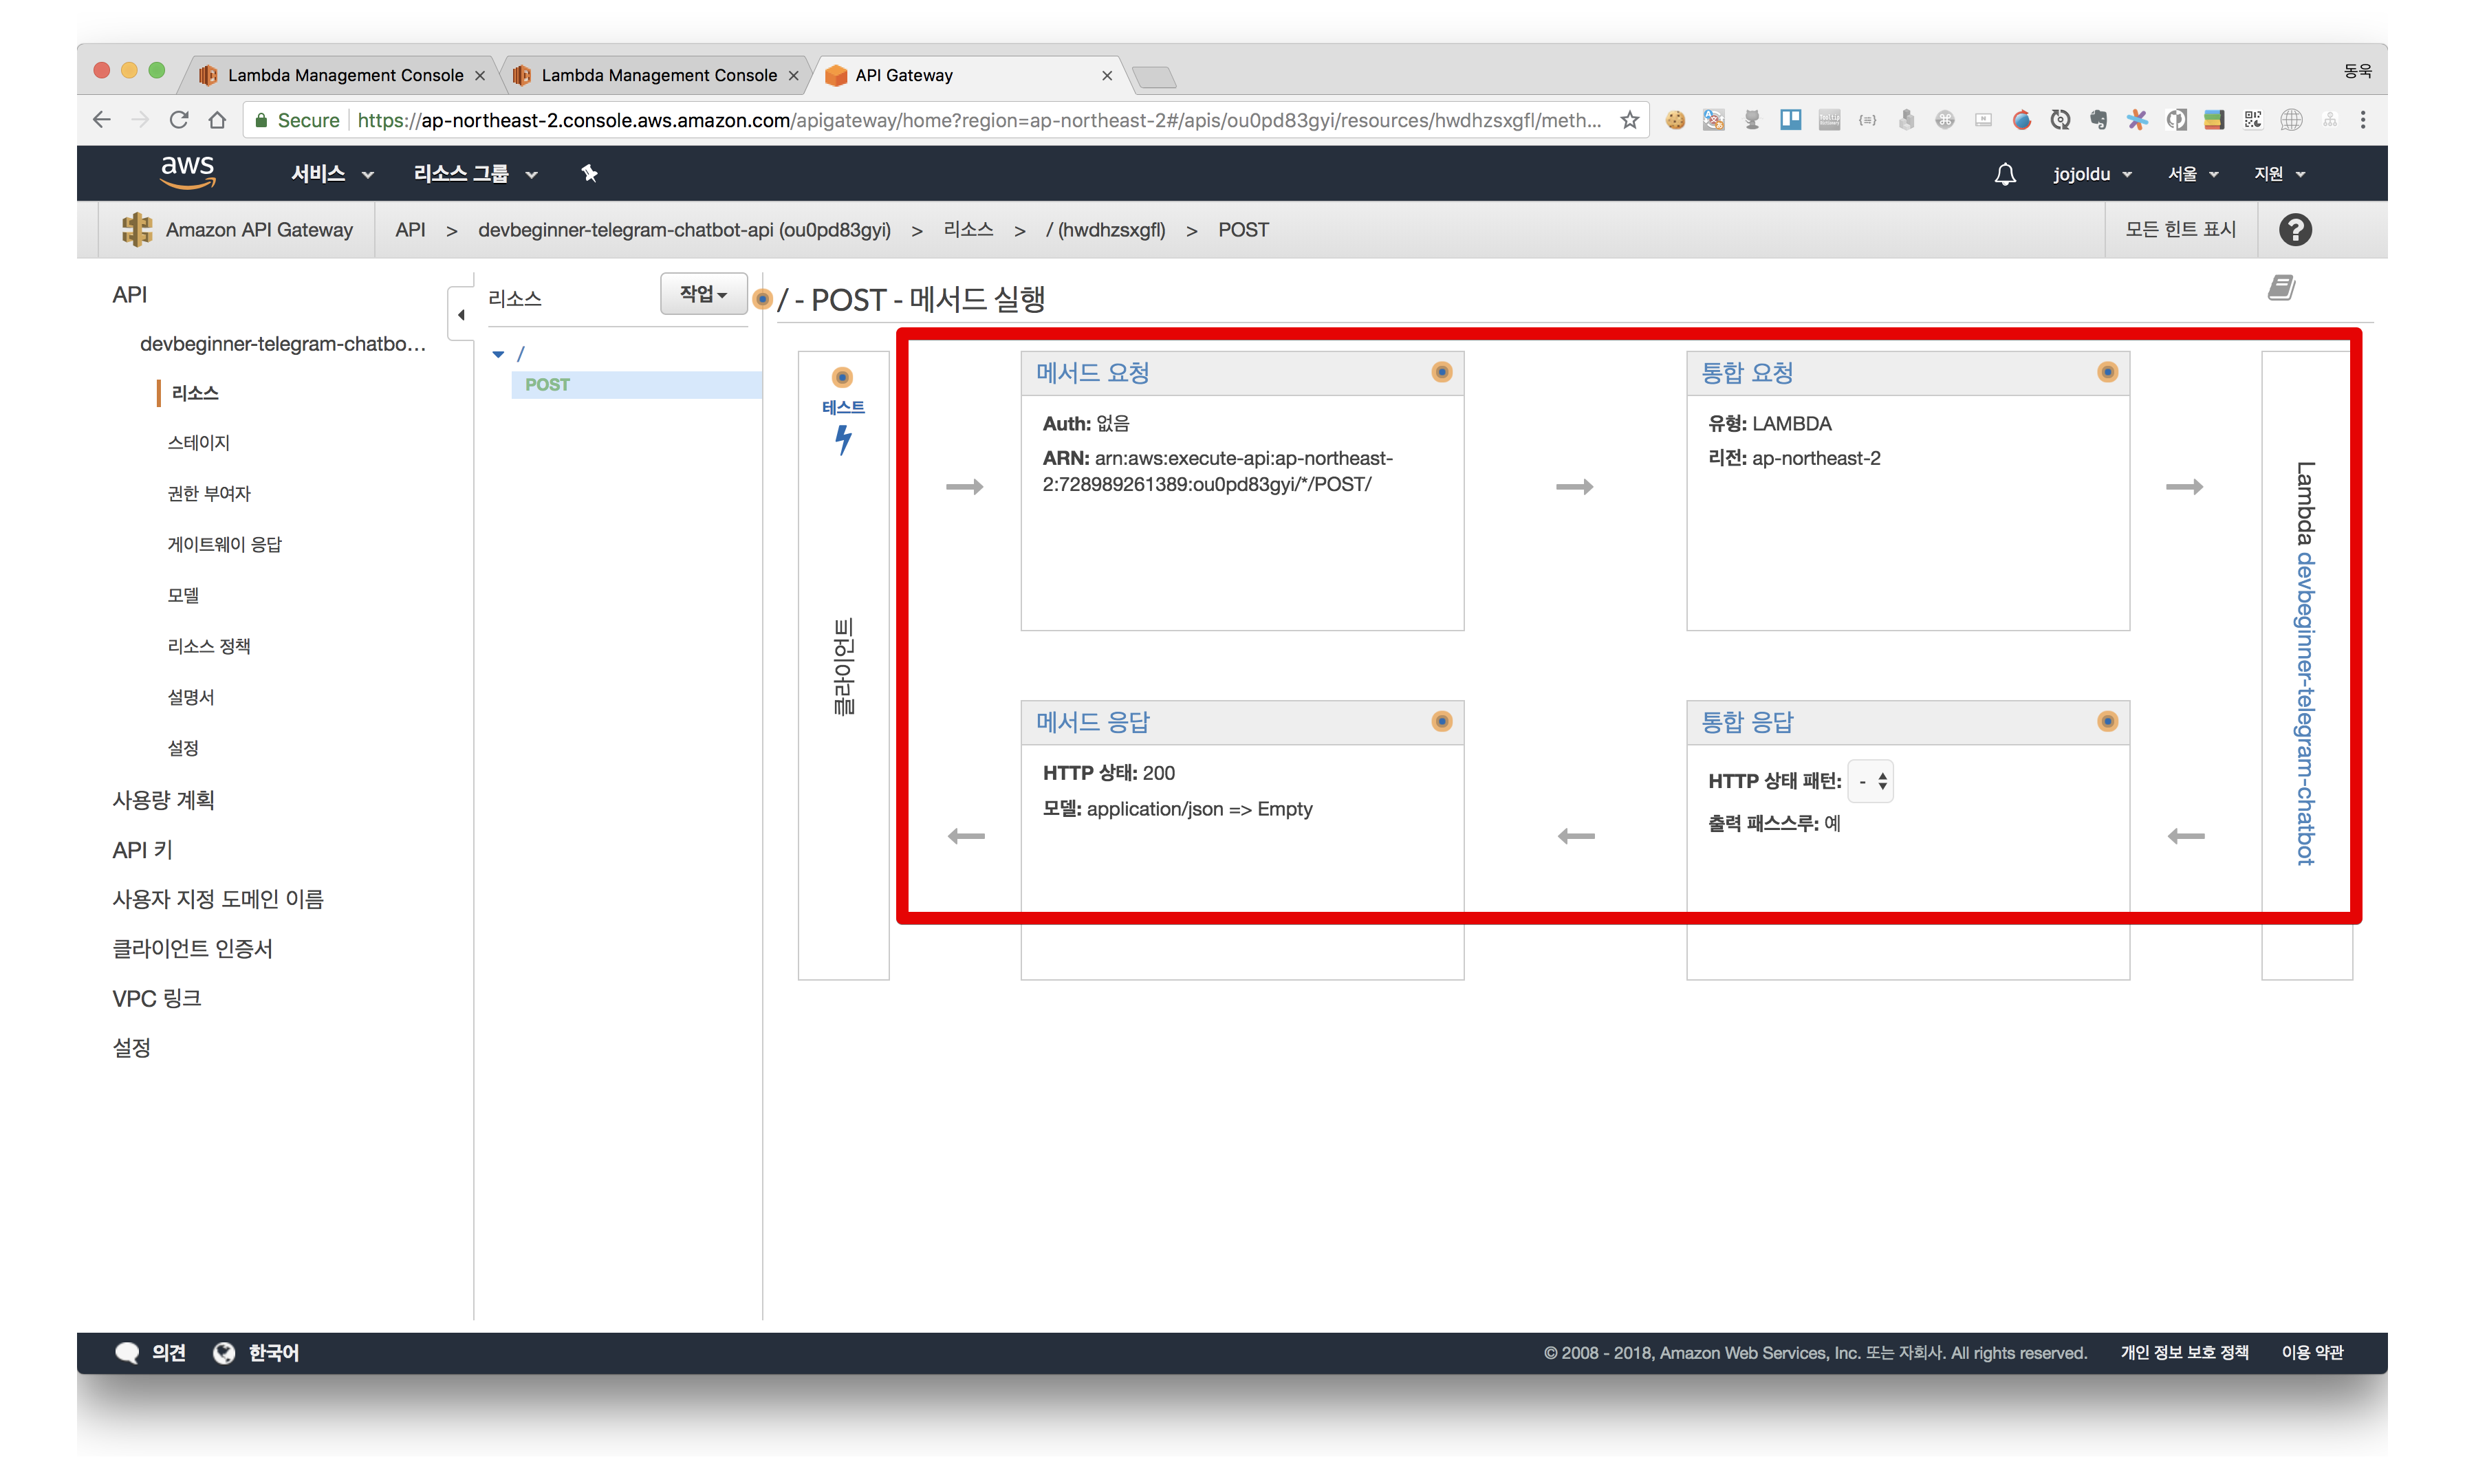 Lambda Management Console
Lambda Management Console
API Gateway
동욱
Secure
https://ap-northeast-2.console.aws.amazon.com/apigateway/home?region=ap-northeast-2#/apis/ou0pd83gyi/resources/hwdhzsxgfl/meth...
aws
서비스
리소스 그룹
jojoldu
서울
지원
Amazon API Gateway
API > devbeginner-telegram-chatbot-api (ou0pd83gyi) > 리소스 > / (hwdhzsxgfl) > POST
모든 힌트 표시
?
API
devbeginner-telegram-chatbo...
리소스
스테이지
권한 부여자
게이트웨이 응답
모델
리소스 정책
설명서
설정
사용량 계획
API 키
사용자 지정 도메인 이름
클라이언트 인증서
VPC 링크
설정
리소스
작업
/
POST
/ - POST - 메서드 실행
테스트
클라이언트
메서드 요청
Auth: 없음
ARN: arn:aws:execute-api:ap-northeast-
2:728989261389:ou0pd83gyi/*/POST/
통합 요청
유형: LAMBDA
리전: ap-northeast-2
Lambda devbeginner-telegram-chatbot
메서드 응답
HTTP 상태: 200
모델: application/json => Empty
통합 응답
HTTP 상태 패턴: -
출력 패스스루: 예
의견
한국어
© 2008 - 2018, Amazon Web Services, Inc. 또는 자회사. All rights reserved.
개인 정보 보호 정책
이용 약관